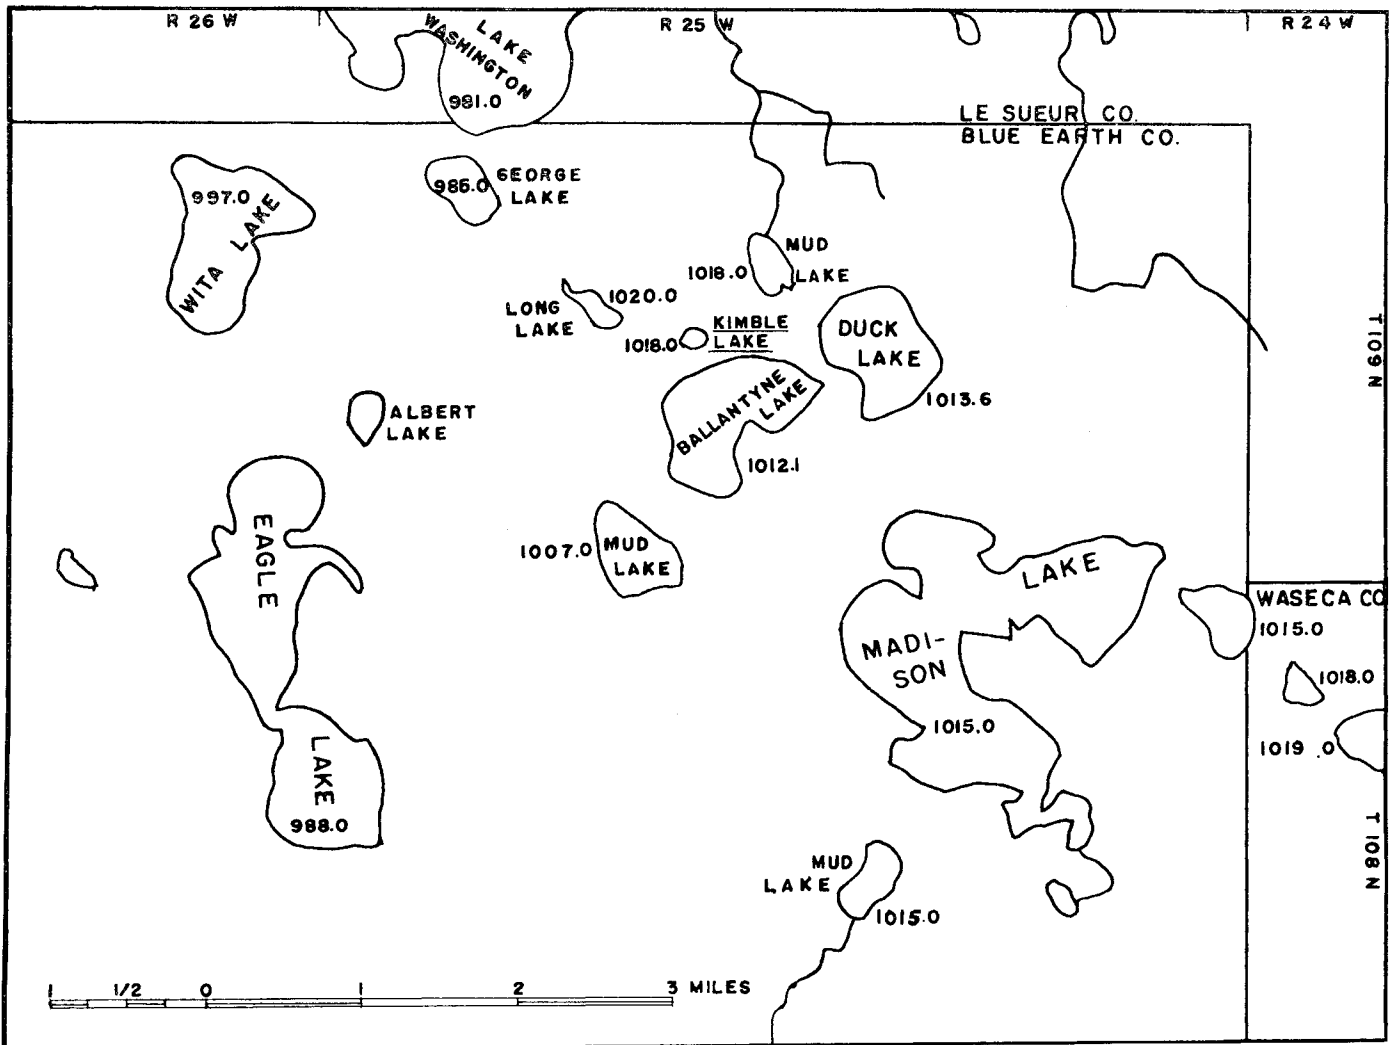 R 26 W
R 25 W
R 24 W
LAKE
WASHINGTON
981.0
LE SUEUR CO.
BLUE EARTH CO.
997.0
WITA LAKE
985.0
GEORGE
LAKE
MUD
LAKE
1018.0
LONG
LAKE
1020.0
KIMBLE
LAKE
1018.0
DUCK
LAKE
1013.6
T 109 N
BALLANTYNE
LAKE
1012.1
ALBERT
LAKE
EAGLE
LAKE
988.0
1007.0
MUD
LAKE
LAKE
MADI-
SON
1015.0
WASECA CO
1015.0
1018.0
1019.0
T 108 N
MUD
LAKE
1015.0
1 1/2 0 1 2 3 MILES